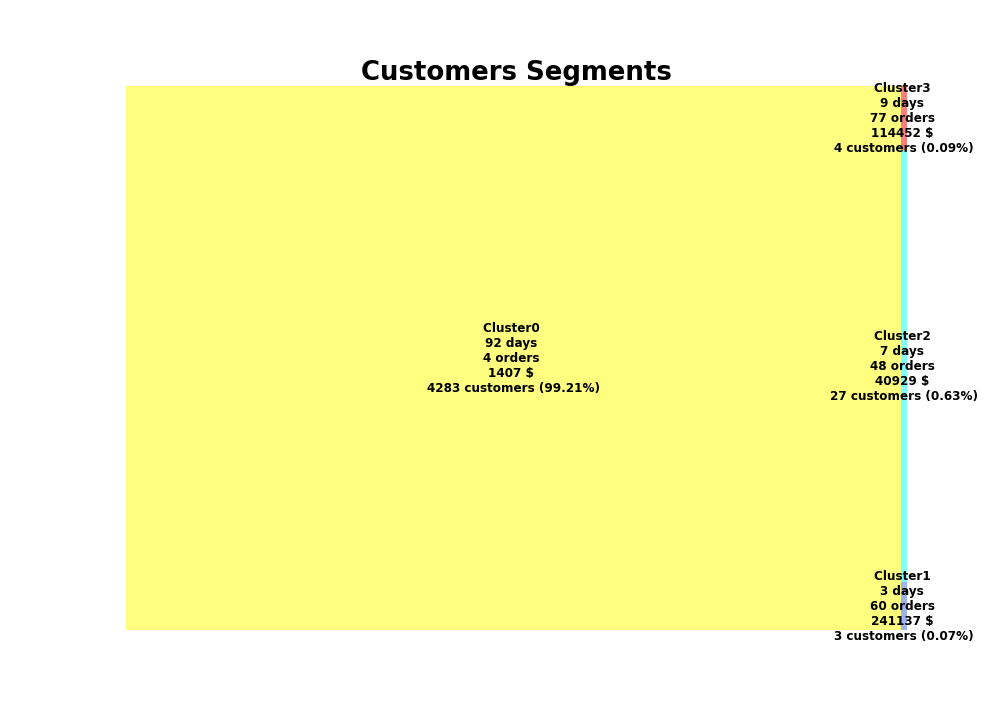 Customers Segments
Cluster3
9 days
77 orders
114452 $
4 customers (0.09%)
Cluster0
92 days
4 orders
1407 $
4283 customers (99.21%)
Cluster2
7 days
48 orders
40929 $
27 customers (0.63%)
Cluster1
3 days
60 orders
241137 $
3 customers (0.07%)